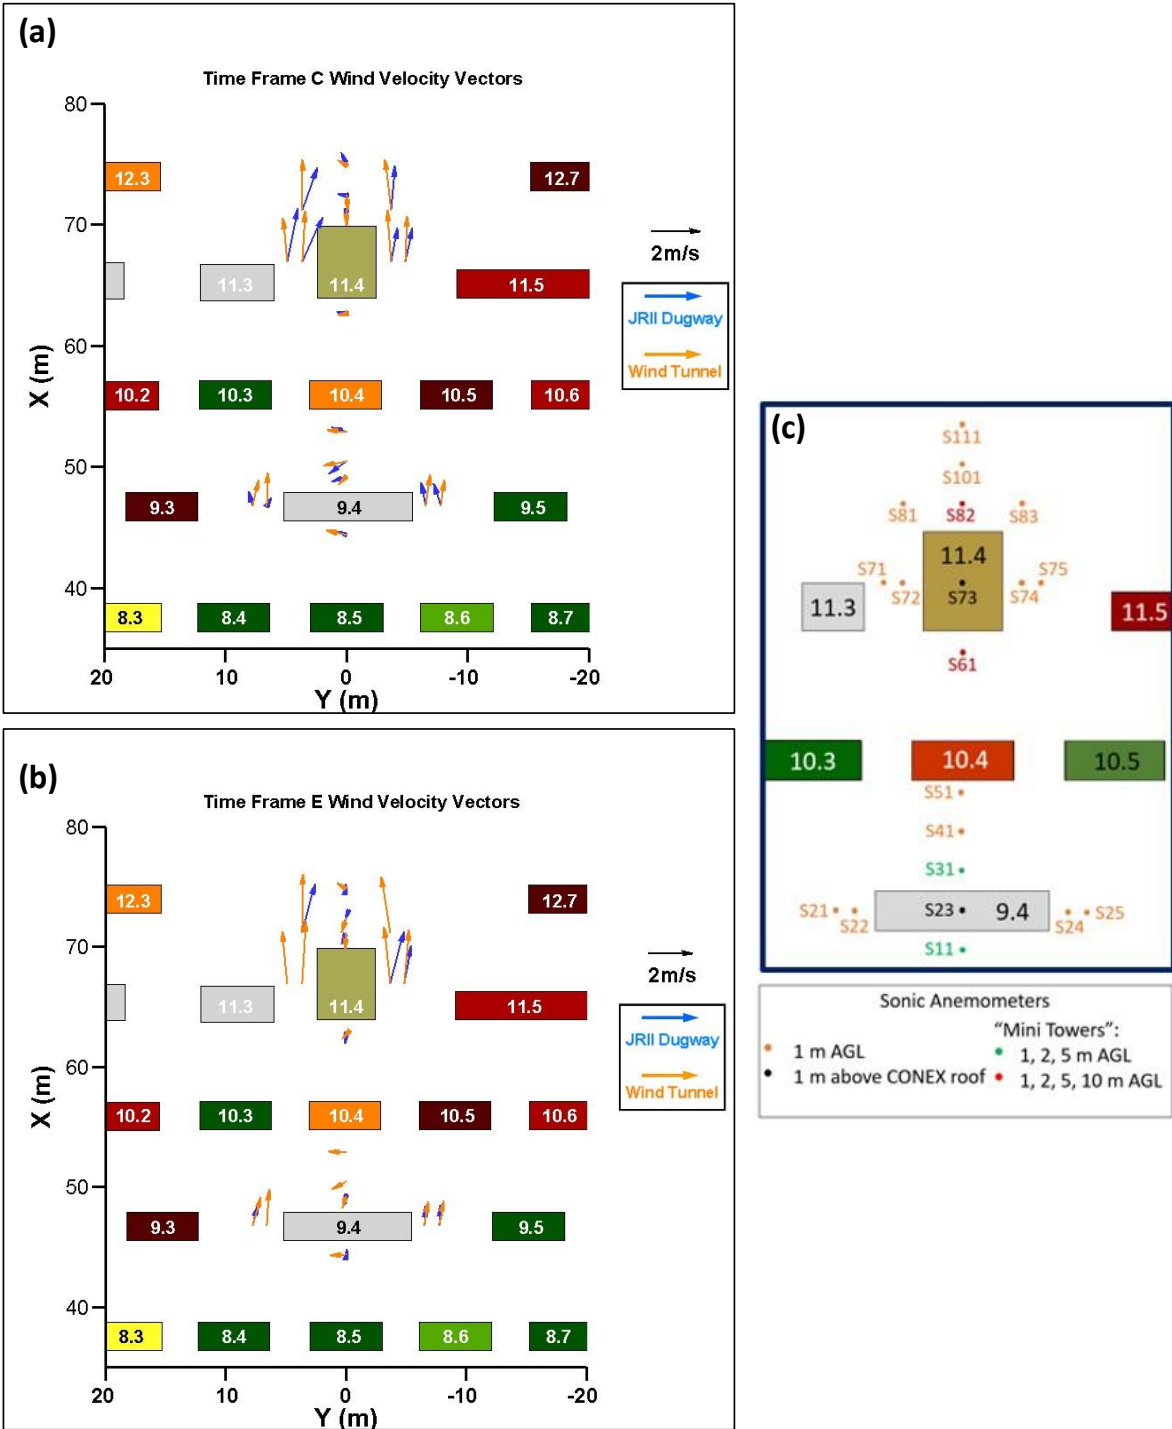 (a)
Time Frame C Wind Velocity Vectors
80
12.3
12.7
70
2m/s
11.3
11.4
11.5
JRII Dugway
Wind Tunnel
60
X (m)
10.2
10.3
10.4
10.5
10.6
50
9.3
9.4
9.5
40
8.3
8.4
8.5
8.6
8.7
20
10
0
-10
-20
Y (m)
(b)
Time Frame E Wind Velocity Vectors
80
12.3
12.7
70
2m/s
11.3
11.4
11.5
JRII Dugway
Wind Tunnel
60
X (m)
10.2
10.3
10.4
10.5
10.6
50
9.3
9.4
9.5
40
8.3
8.4
8.5
8.6
8.7
20
10
0
-10
-20
Y (m)
(c)
S111
S101
S81
S82
S83
11.4
S71
S75
S72
S73
S74
11.3
11.5
S61
10.3
10.4
10.5
S51
S41
S31
S21
S22
S23
9.4
S24
S25
S11
Sonic Anemometers
"Mini Towers":
1 m AGL
1, 2, 5 m AGL
1 m above CONEX roof
1, 2, 5, 10 m AGL